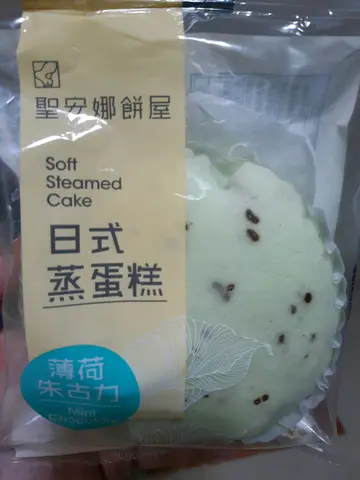 聖安娜餅屋
Soft
Steamed
Cake
日式
蒸蛋糕
薄荷
朱古力
Mint
Chocolate